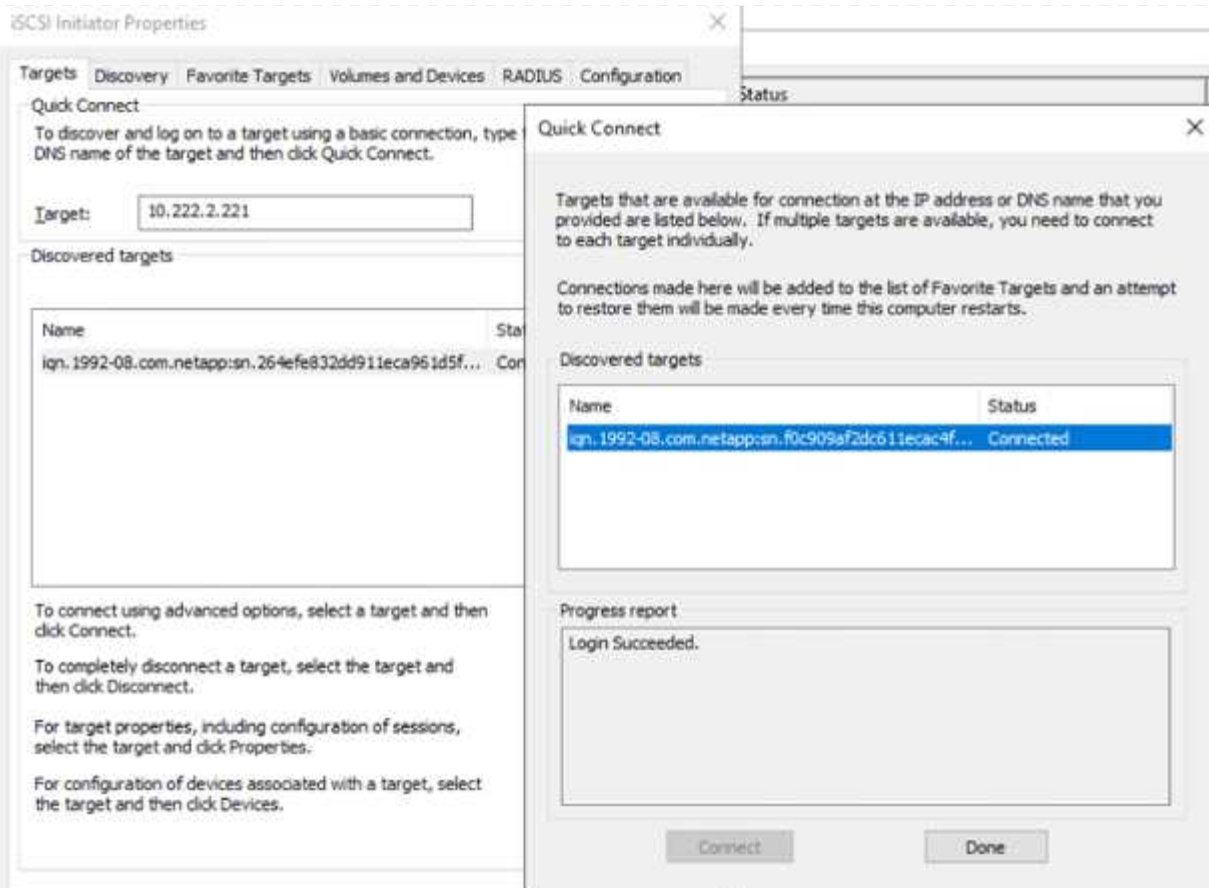 iSCSI Initiator Properties
Targets Discovery Favorite Targets Volumes and Devices RADIUS Configuration
Quick Connect
To discover and log on to a target using a basic connection, type
DNS name of the target and then click Quick Connect.
Target: 10.222.2.221
Discovered targets
Name
iqn.1992-08.com.netapp:sn.264efe832dd911eca961d5f...
To connect using advanced options, select a target and then
click Connect.
To completely disconnect a target, select the target and
then click Disconnect.
For target properties, including configuration of sessions,
select the target and click Properties.
For configuration of devices associated with a target, select
the target and then click Devices.
Status
Quick Connect
Targets that are available for connection at the IP address or DNS name that you
provided are listed below. If multiple targets are available, you need to connect
to each target individually.
Connections made here will be added to the list of Favorite Targets and an attempt
to restore them will be made every time this computer restarts.
Discovered targets
Name Status
iqn.1992-08.com.netapp:sn.f0c909af2dc611ecac4f... Connected
Progress report
Login Succeeded.
Connect Done